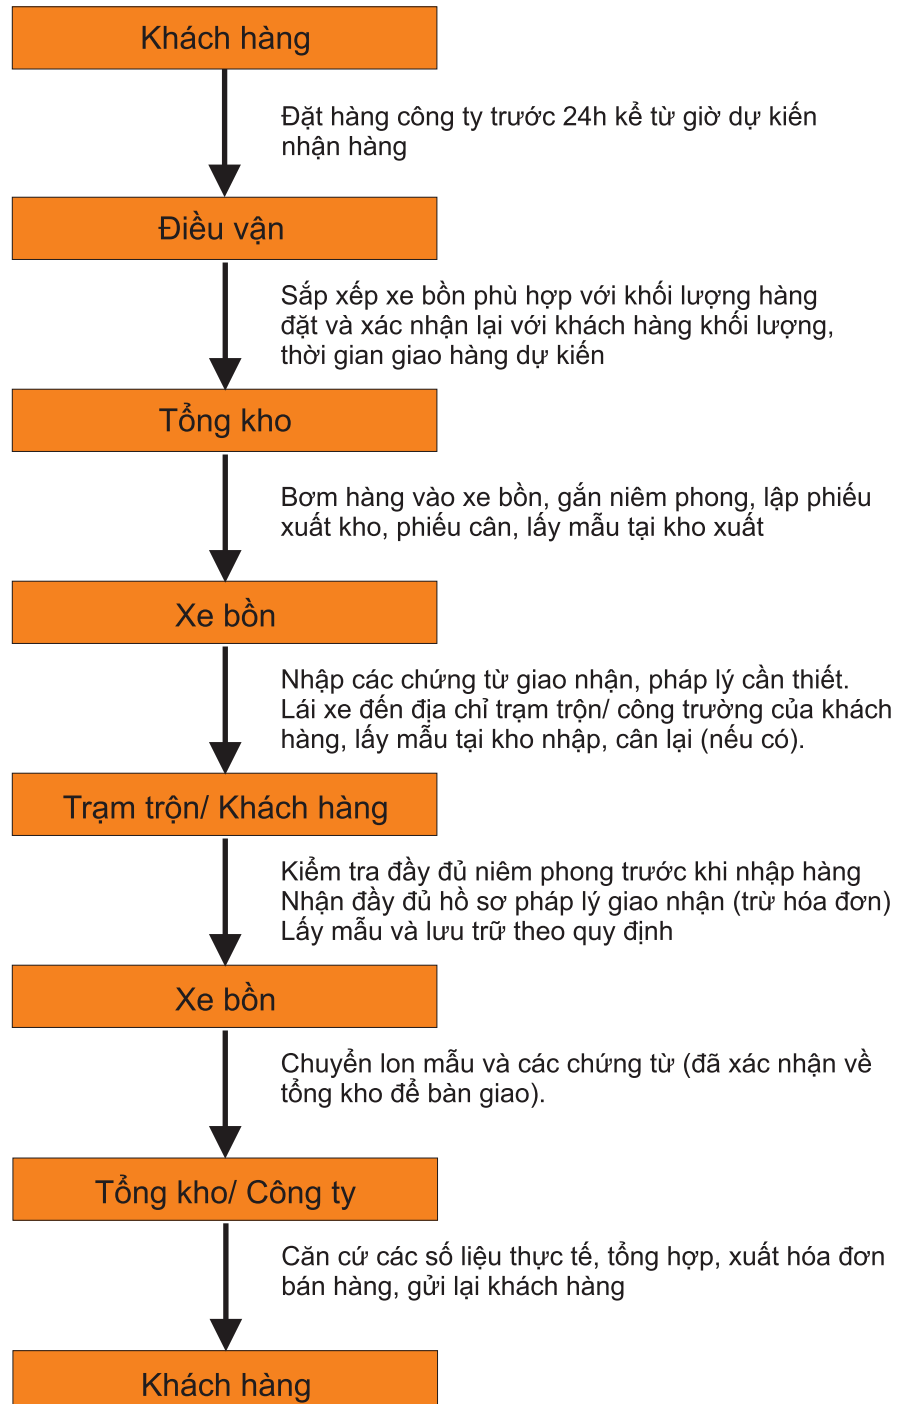 Khách hàng
Đặt hàng công ty trước 24h kể từ giờ dự kiến
nhận hàng
Điều vận
Sắp xếp xe bồn phù hợp với khối lượng hàng
đặt và xác nhận lại với khách hàng khối lượng,
thời gian giao hàng dự kiến
Tổng kho
Bơm hàng vào xe bồn, gắn niêm phong, lập phiếu
xuất kho, phiếu cân, lấy mẫu tại kho xuất
Xe bồn
Nhập các chứng từ giao nhận, pháp lý cần thiết.
Lái xe đến địa chỉ trạm trộn/ công trường của khách
hàng, lấy mẫu tại kho nhập, cân lại (nếu có).
Trạm trộn/ Khách hàng
Kiểm tra đầy đủ niêm phong trước khi nhập hàng
Nhận đầy đủ hồ sơ pháp lý giao nhận (trừ hóa đơn)
Lấy mẫu và lưu trữ theo quy định
Xe bồn
Chuyển lon mẫu và các chứng từ (đã xác nhận về
tổng kho để bàn giao).
Tổng kho/ Công ty
Căn cứ các số liệu thực tế, tổng hợp, xuất hóa đơn
bán hàng, gửi lại khách hàng
Khách hàng